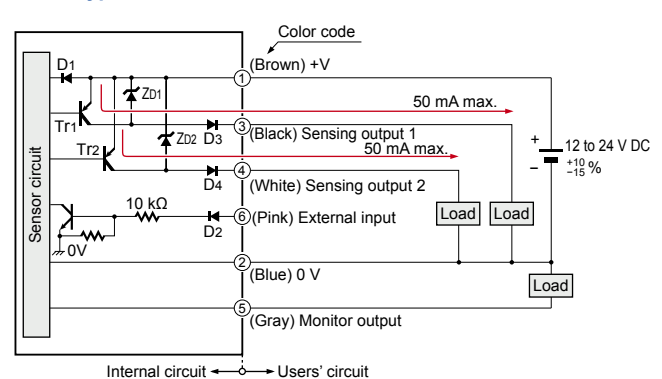 Color code
D1
1
(Brown) +V
ZD1
50 mA max.
Tr1
3
(Black) Sensing output 1
D3
ZD2
50 mA max.
+
12 to 24 V DC
−
+10
−15 %
Tr2
4
D4
(White) Sensing output 2
Sensor circuit
10 kΩ
6
(Pink) External input
D2
Load
Load
0V
2
(Blue) 0 V
Load
5
(Gray) Monitor output
Internal circuit
Users' circuit